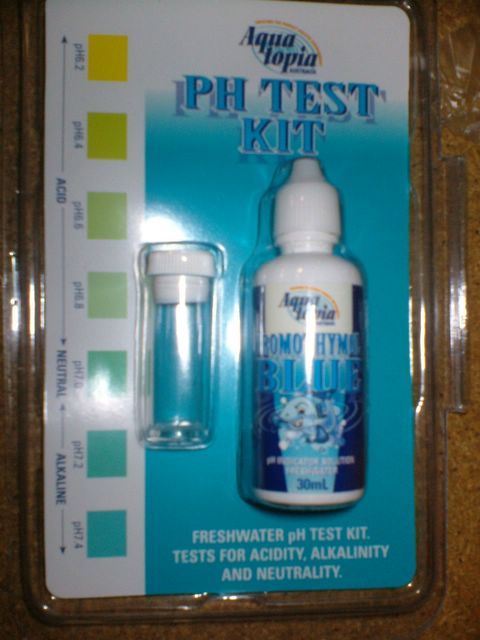 Aqua
topia
AUSTRALIA
PH TEST
KIT
pH6.2
pH6.4
pH6.6
pH6.8
pH7.0
pH7.2
pH7.4
ACID
NEUTRAL
ALKALINE
Aqua
topia
BLUE
pH INDICATOR SOLUTION
FRESHWATER
30mL
FRESHWATER pH TEST KIT.
TESTS FOR ACIDITY, ALKALINITY
AND NEUTRALITY.